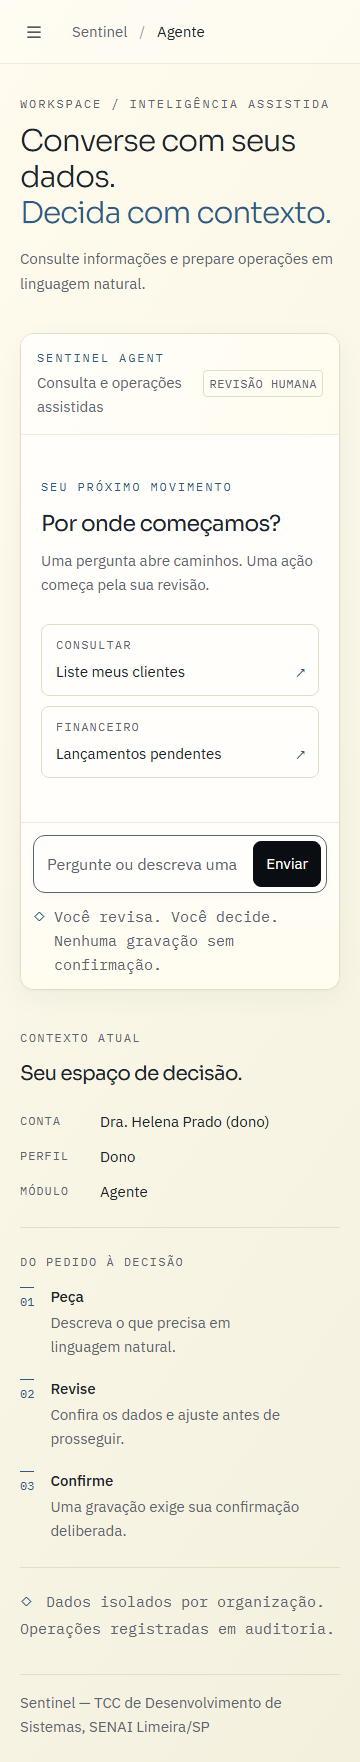 Sentinel / Agente
WORKSPACE / INTELIGÊNCIA ASSISTIDA
Converse com seus
dados.
Decida com contexto.
Consulte informações e prepare operações em
linguagem natural.
SENTINEL AGENT
Consulta e operações
assistidas
REVISÃO HUMANA
SEU PRÓXIMO MOVIMENTO
Por onde começamos?
Uma pergunta abre caminhos. Uma ação
começa pela sua revisão.
CONSULTAR
Liste meus clientes ↗
FINANCEIRO
Lançamentos pendentes ↗
Pergunte ou descreva uma
Enviar
◇ Você revisa. Você decide.
Nenhuma gravação sem
confirmação.
CONTEXTO ATUAL
Seu espaço de decisão.
CONTA Dra. Helena Prado (dono)
PERFIL Dono
MÓDULO Agente
DO PEDIDO À DECISÃO
01 Peça
Descreva o que precisa em
linguagem natural.
02 Revise
Confira os dados e ajuste antes de
prosseguir.
03 Confirme
Uma gravação exige sua confirmação
deliberada.
◇ Dados isolados por organização.
Operações registradas em auditoria.
Sentinel — TCC de Desenvolvimento de
Sistemas, SENAI Limeira/SP